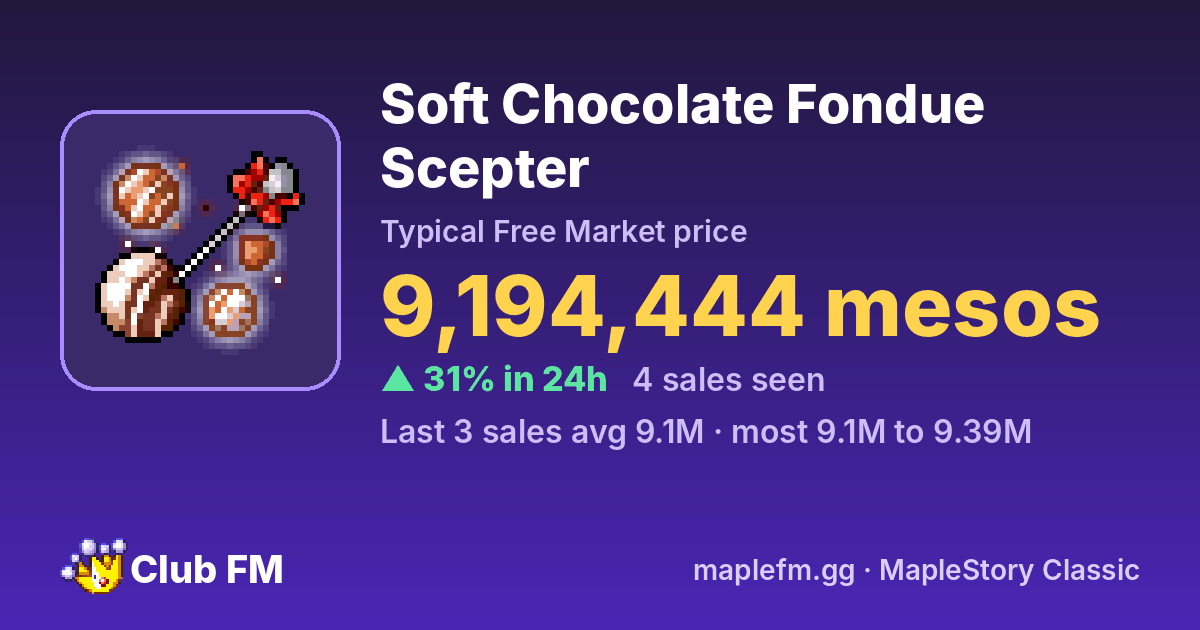 Soft Chocolate Fondue
Scepter
Typical Free Market price
9,194,444 mesos
▲ 31% in 24h 4 sales seen
Last 3 sales avg 9.1M · most 9.1M to 9.39M
Club FM
maplefm.gg · MapleStory Classic